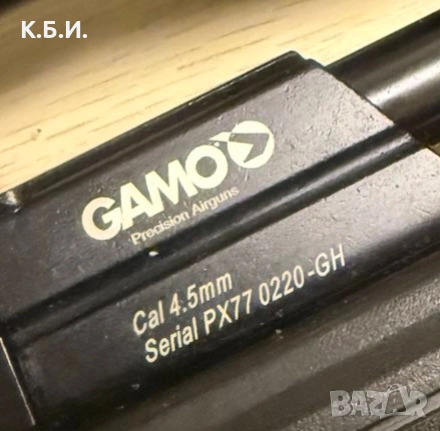 К.Б.И.
GAMO
Precision Airguns
Cal 4.5mm
Serial PX77 0220-GH
BAZAR